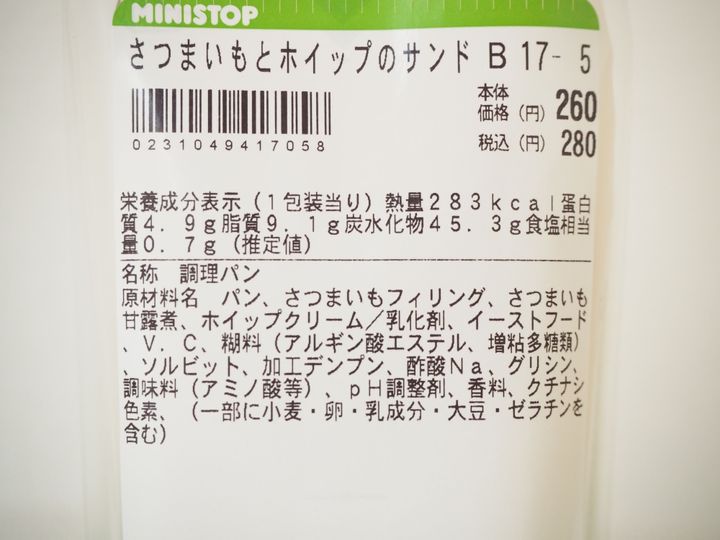 MINISTOP
さつまいもとホイップのサンド B 17- 5
本体
価格(円) 260
税込(円) 280
0231049417058
栄養成分表示(1包装当り)熱量283kcal蛋白
質4.9g脂質9.1g炭水化物45.3g食塩相当
量0.7g(推定値)
名称 調理パン
原材料名 パン、さつまいもフィリング、さつまいも
甘露煮、ホイップクリーム/乳化剤、イーストフード
、V.C、糊料(アルギン酸エステル、増粘多糖類)
、ソルビット、加工デンプン、酢酸Na、グリシン、
調味料(アミノ酸等)、pH調整剤、香料、クチナシ
色素、(一部に小麦・卵・乳成分・大豆・ゼラチンを
含む)